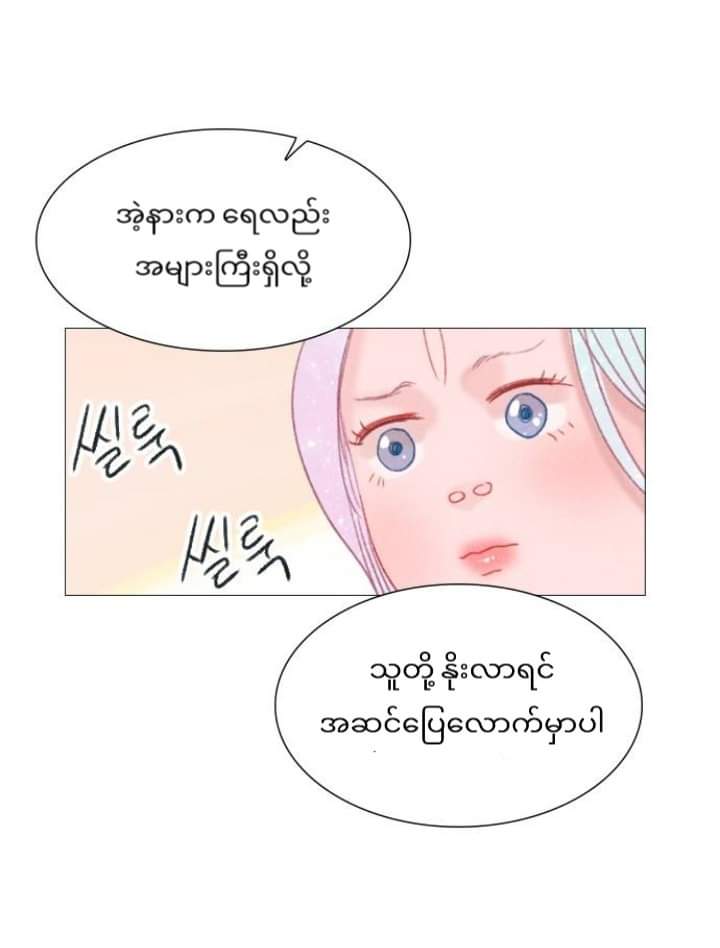 အဲ့နားက ရေလည်း
အများကြီးရှိလို့
씰룩
씰룩
သူတို့ နိုးလာရင်
အဆင်ပြေလောက်မှာပါ